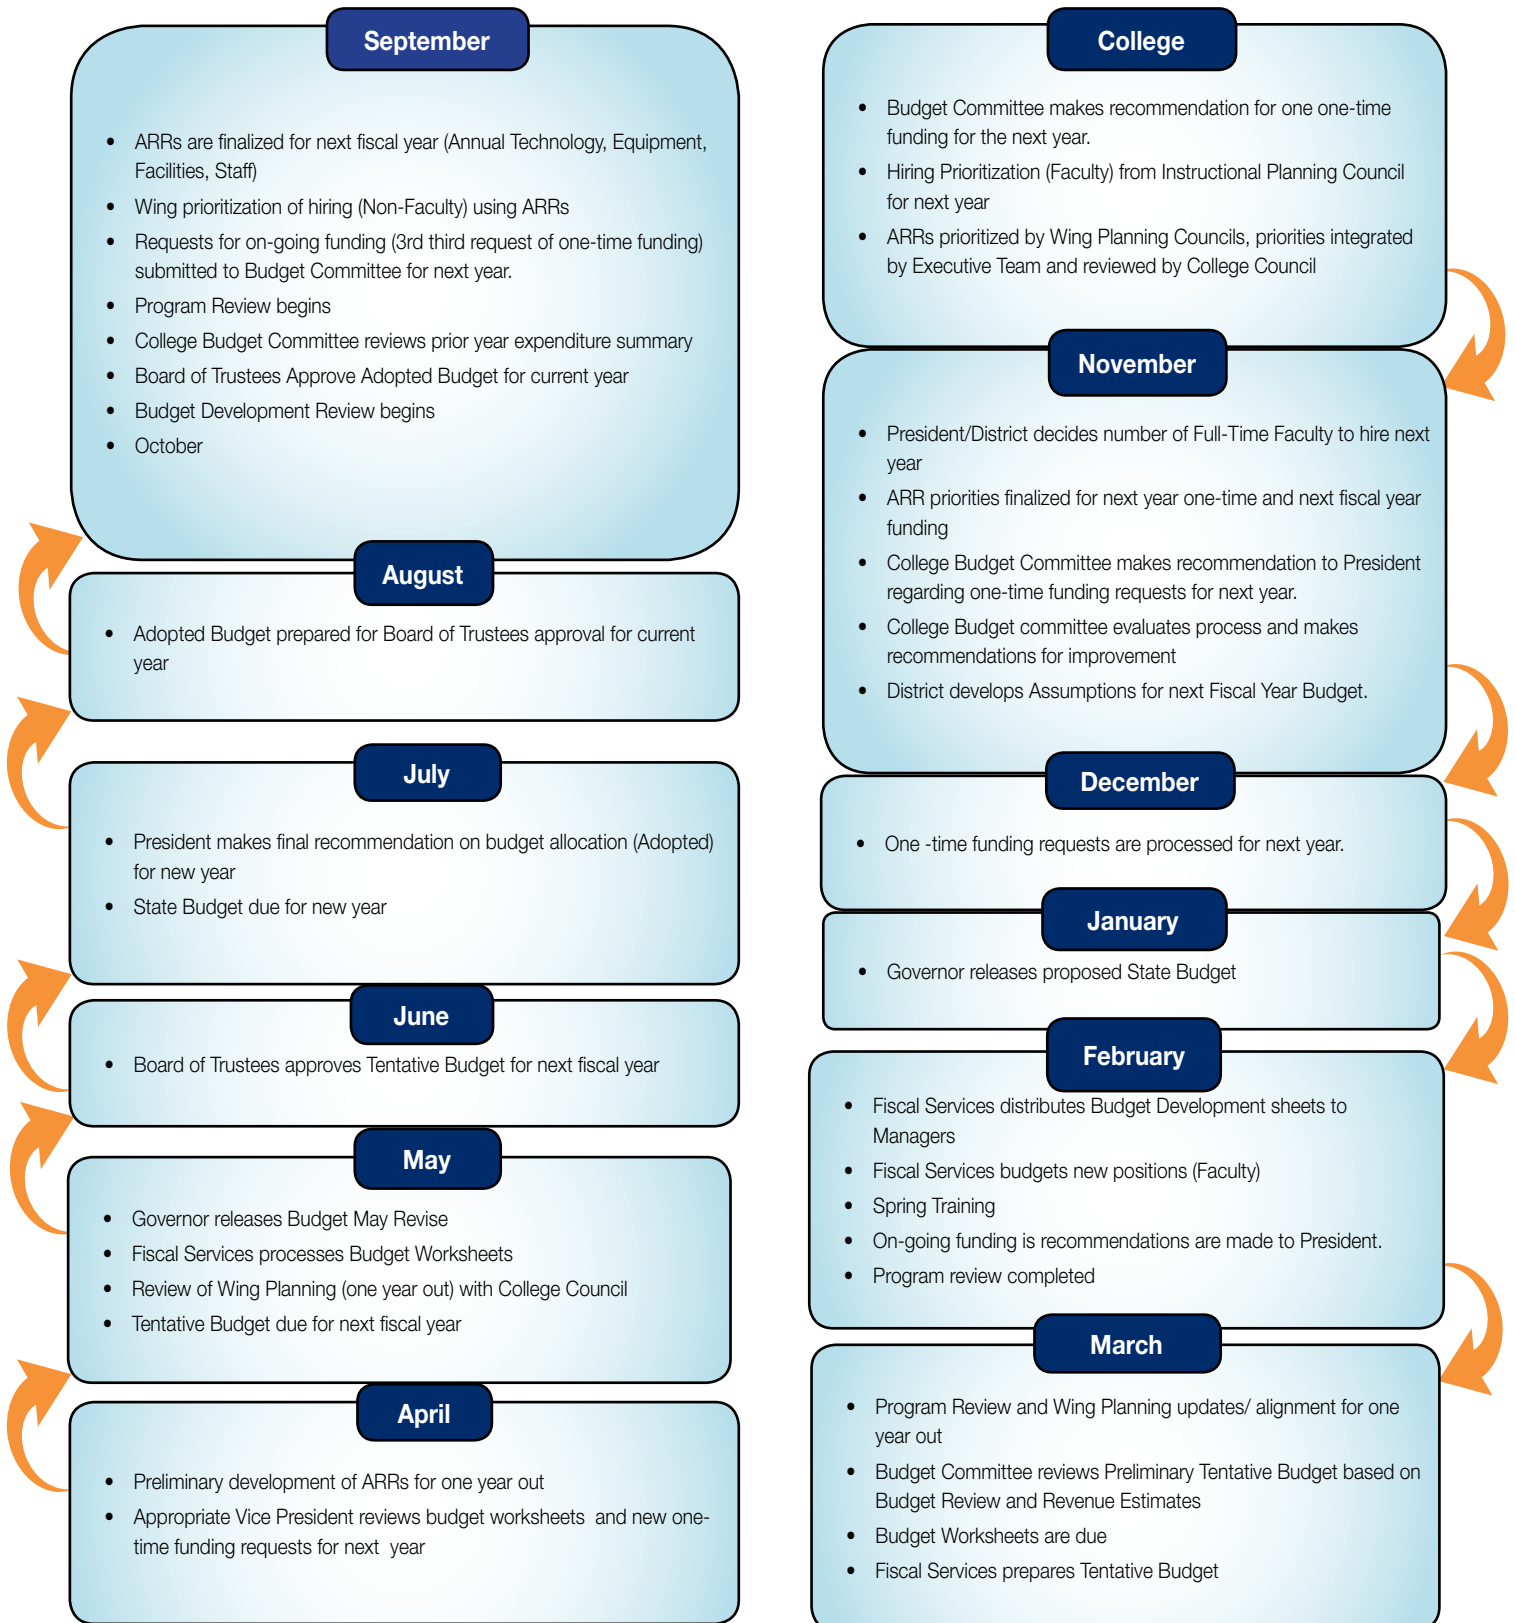 September
• ARRs are finalized for next fiscal year (Annual Technology, Equipment,
Facilities, Staff)
• Wing prioritization of hiring (Non-Faculty) using ARRs
• Requests for on-going funding (3rd third request of one-time funding)
submitted to Budget Committee for next year.
• Program Review begins
• College Budget Committee reviews prior year expenditure summary
• Board of Trustees Approve Adopted Budget for current year
• Budget Development Review begins
• October
August
• Adopted Budget prepared for Board of Trustees approval for current
year
July
• President makes final recommendation on budget allocation (Adopted)
for new year
• State Budget due for new year
June
• Board of Trustees approves Tentative Budget for next fiscal year
May
• Governor releases Budget May Revise
• Fiscal Services processes Budget Worksheets
• Review of Wing Planning (one year out) with College Council
• Tentative Budget due for next fiscal year
April
• Preliminary development of ARRs for one year out
• Appropriate Vice President reviews budget worksheets and new one-
time funding requests for next year
College
• Budget Committee makes recommendation for one one-time
funding for the next year.
• Hiring Prioritization (Faculty) from Instructional Planning Council
for next year
• ARRs prioritized by Wing Planning Councils, priorities integrated
by Executive Team and reviewed by College Council
November
• President/District decides number of Full-Time Faculty to hire next
year
• ARR priorities finalized for next year one-time and next fiscal year
funding
• College Budget Committee makes recommendation to President
regarding one-time funding requests for next year.
• College Budget committee evaluates process and makes
recommendations for improvement
• District develops Assumptions for next Fiscal Year Budget.
December
• One -time funding requests are processed for next year.
January
• Governor releases proposed State Budget
February
• Fiscal Services distributes Budget Development sheets to
Managers
• Fiscal Services budgets new positions (Faculty)
• Spring Training
• On-going funding is recommendations are made to President.
• Program review completed
March
• Program Review and Wing Planning updates/ alignment for one
year out
• Budget Committee reviews Preliminary Tentative Budget based on
Budget Review and Revenue Estimates
• Budget Worksheets are due
• Fiscal Services prepares Tentative Budget